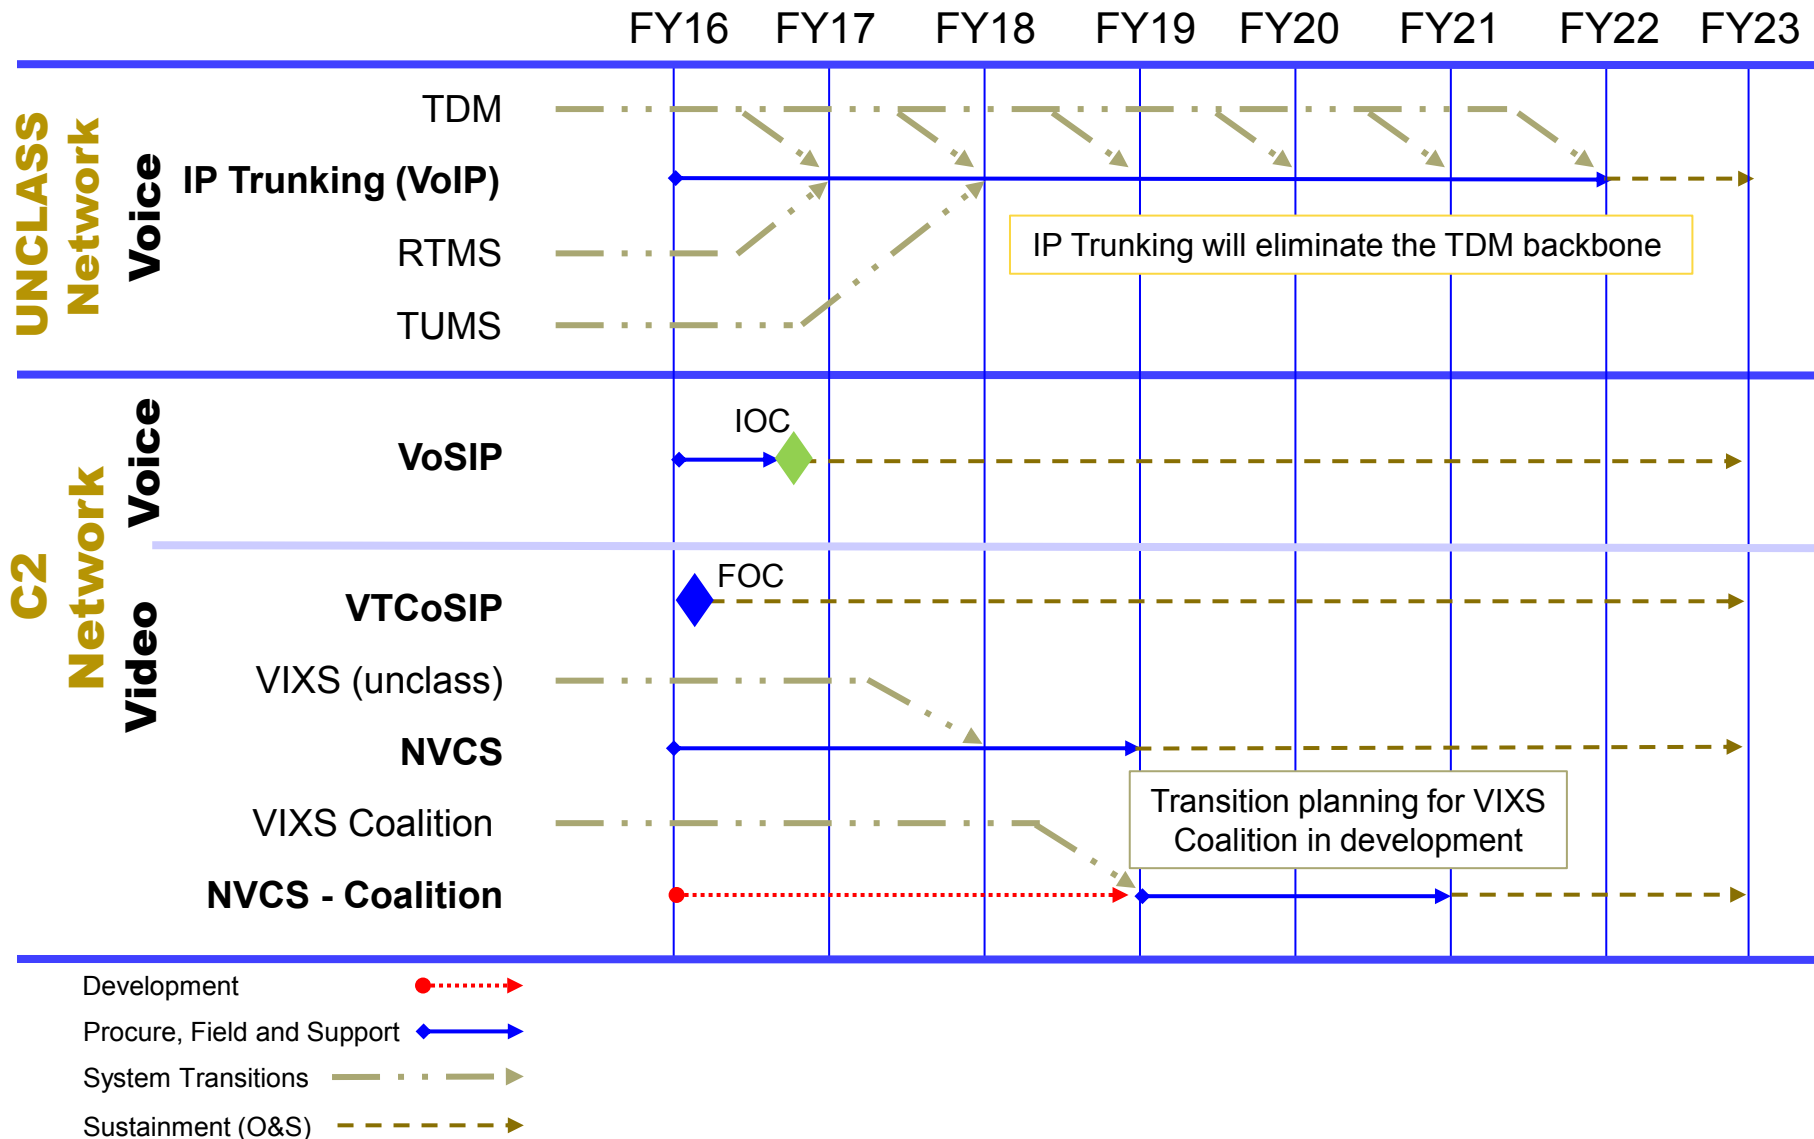 FY16 FY17 FY18 FY19 FY20 FY21 FY22 FY23
UNCLASS
Network
Voice
TDM
IP Trunking (VoIP)
RTMS
IP Trunking will eliminate the TDM backbone
TUMS
C2
Network
Voice
IOC
VoSIP
Video
FOC
VTCoSIP
VIXS (unclass)
NVCS
VIXS Coalition
Transition planning for VIXS
Coalition in development
NVCS - Coalition
Development
Procure, Field and Support
System Transitions
Sustainment (O&S)